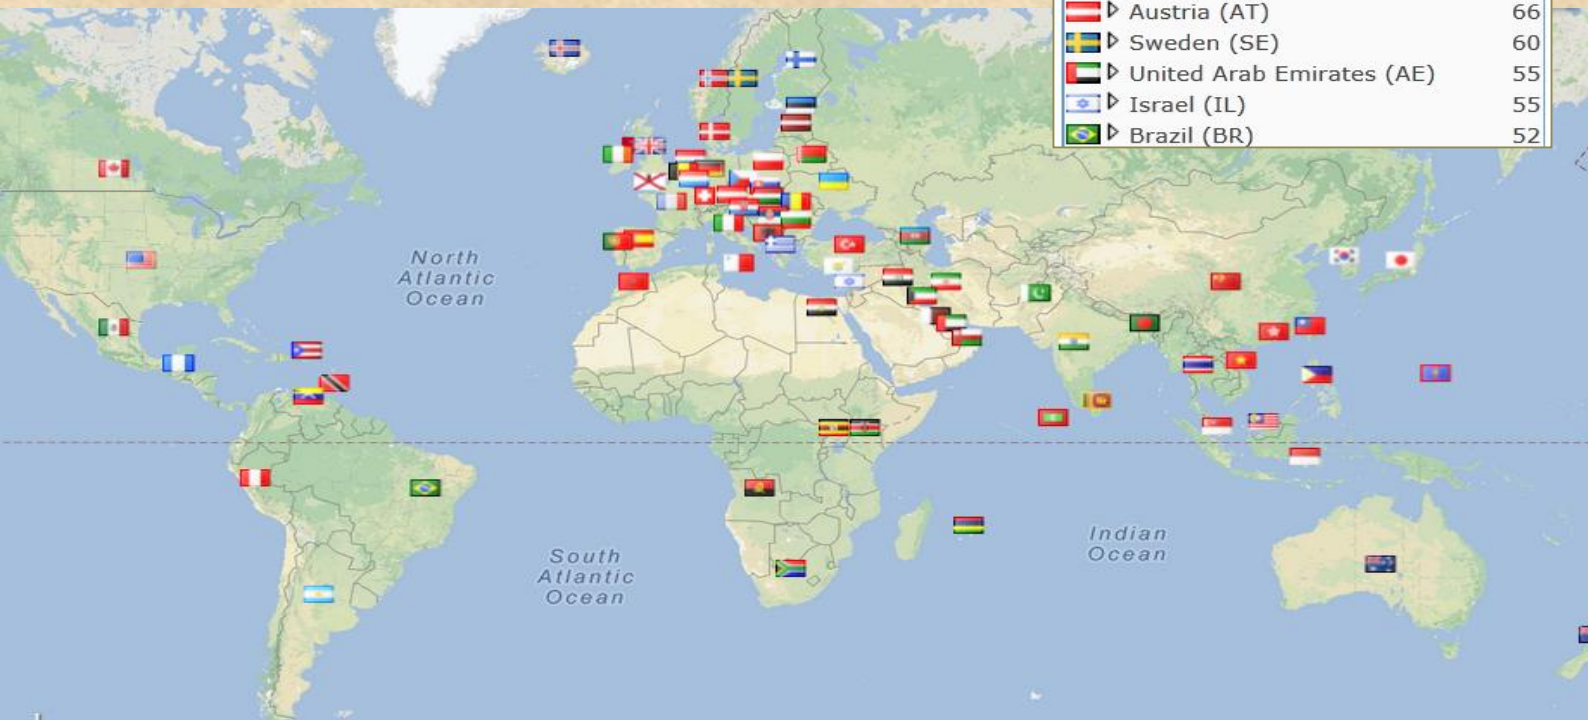 Austria (AT) 66
Sweden (SE) 60
United Arab Emirates (AE) 55
Israel (IL) 55
Brazil (BR) 52
North
Atlantic
Ocean
South
Atlantic
Ocean
Indian
Ocean